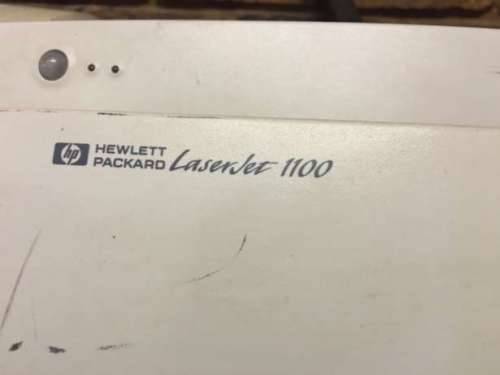 hp HEWLETT
PACKARD LaserJet 1100